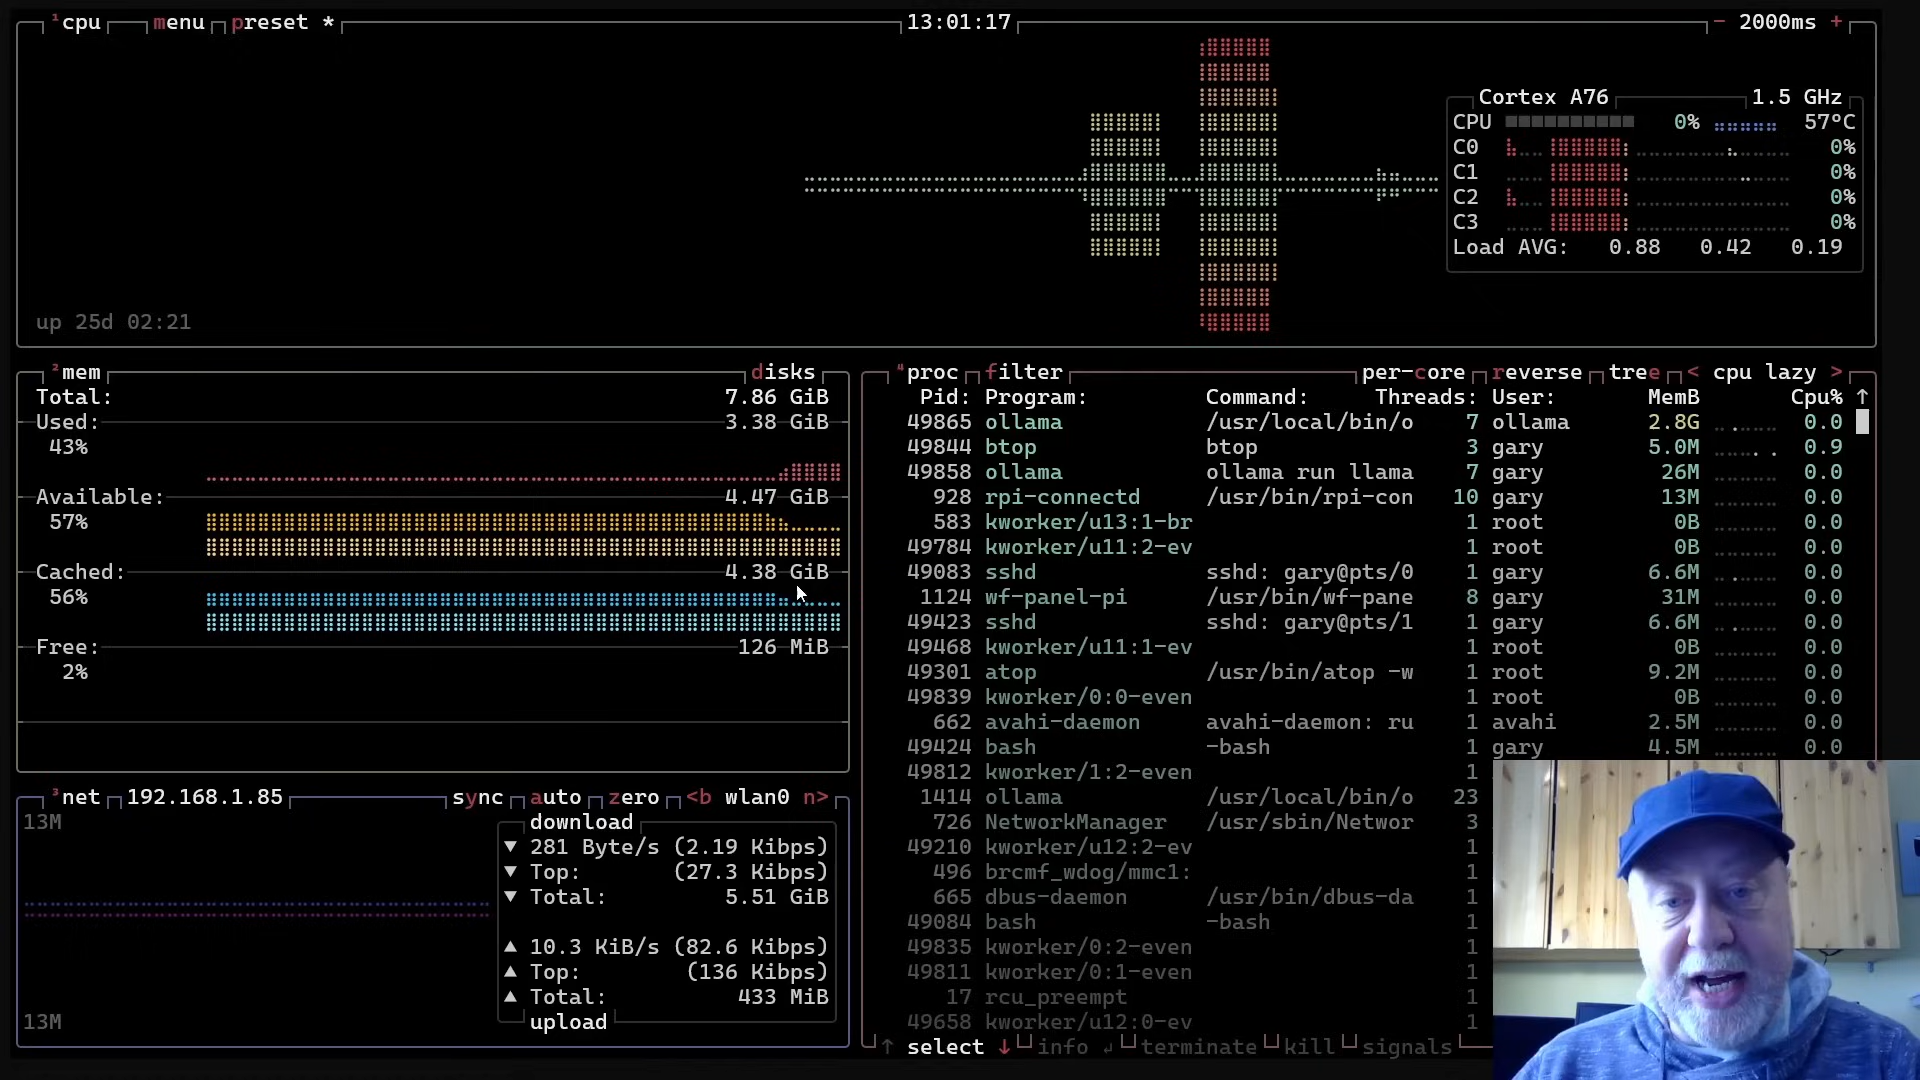 ¹cpu menu preset * 13:01:17 - 2000ms +
Cortex A76 1.5 GHz
CPU 0% 57°C
C0 0%
C1 0%
C2 0%
C3 0%
Load AVG: 0.88 0.42 0.19
up 25d 02:21
²mem disks
Total: 7.86 GiB
Used: 3.38 GiB
43%
Available: 4.47 GiB
57%
Cached: 4.38 GiB
56%
Free: 126 MiB
2%
³net 192.168.1.85 sync auto zero <b wlan0 n>
13M
download
▼ 281 Byte/s (2.19 Kibps)
▼ Top: (27.3 Kibps)
▼ Total: 5.51 GiB
▲ 10.3 KiB/s (82.6 Kibps)
▲ Top: (136 Kibps)
▲ Total: 433 MiB
13M
upload
⁴proc filter per-core reverse tree < cpu lazy >
Pid: Program: Command: Threads: User: MemB Cpu% ↑
49865 ollama /usr/local/bin/o 7 ollama 2.8G 0.0
49844 btop btop 3 gary 5.0M 0.9
49858 ollama ollama run llama 7 gary 26M 0.0
928 rpi-connectd /usr/bin/rpi-con 10 gary 13M 0.0
583 kworker/u13:1-br 1 root 0B 0.0
49784 kworker/u11:2-ev 1 root 0B 0.0
49083 sshd sshd: gary@pts/0 1 gary 6.6M 0.0
1124 wf-panel-pi /usr/bin/wf-pane 8 gary 31M 0.0
49423 sshd sshd: gary@pts/1 1 gary 6.6M 0.0
49468 kworker/u11:1-ev 1 root 0B 0.0
49301 atop /usr/bin/atop -w 1 root 9.2M 0.0
49839 kworker/0:0-even 1 root 0B 0.0
662 avahi-daemon avahi-daemon: ru 1 avahi 2.5M 0.0
49424 bash -bash 1 gary 4.5M 0.0
49812 kworker/1:2-even 1
1414 ollama /usr/local/bin/o 23
726 NetworkManager /usr/sbin/Networ 3
49210 kworker/u12:2-ev 1
496 brcmf_wdog/mmc1: 1
665 dbus-daemon /usr/bin/dbus-da 1
49084 bash -bash 1
49835 kworker/0:2-even 1
49811 kworker/0:1-even 1
17 rcu_preempt 1
49658 kworker/u12:0-ev 1
↑ select ↓ info ↲ terminate kill signals